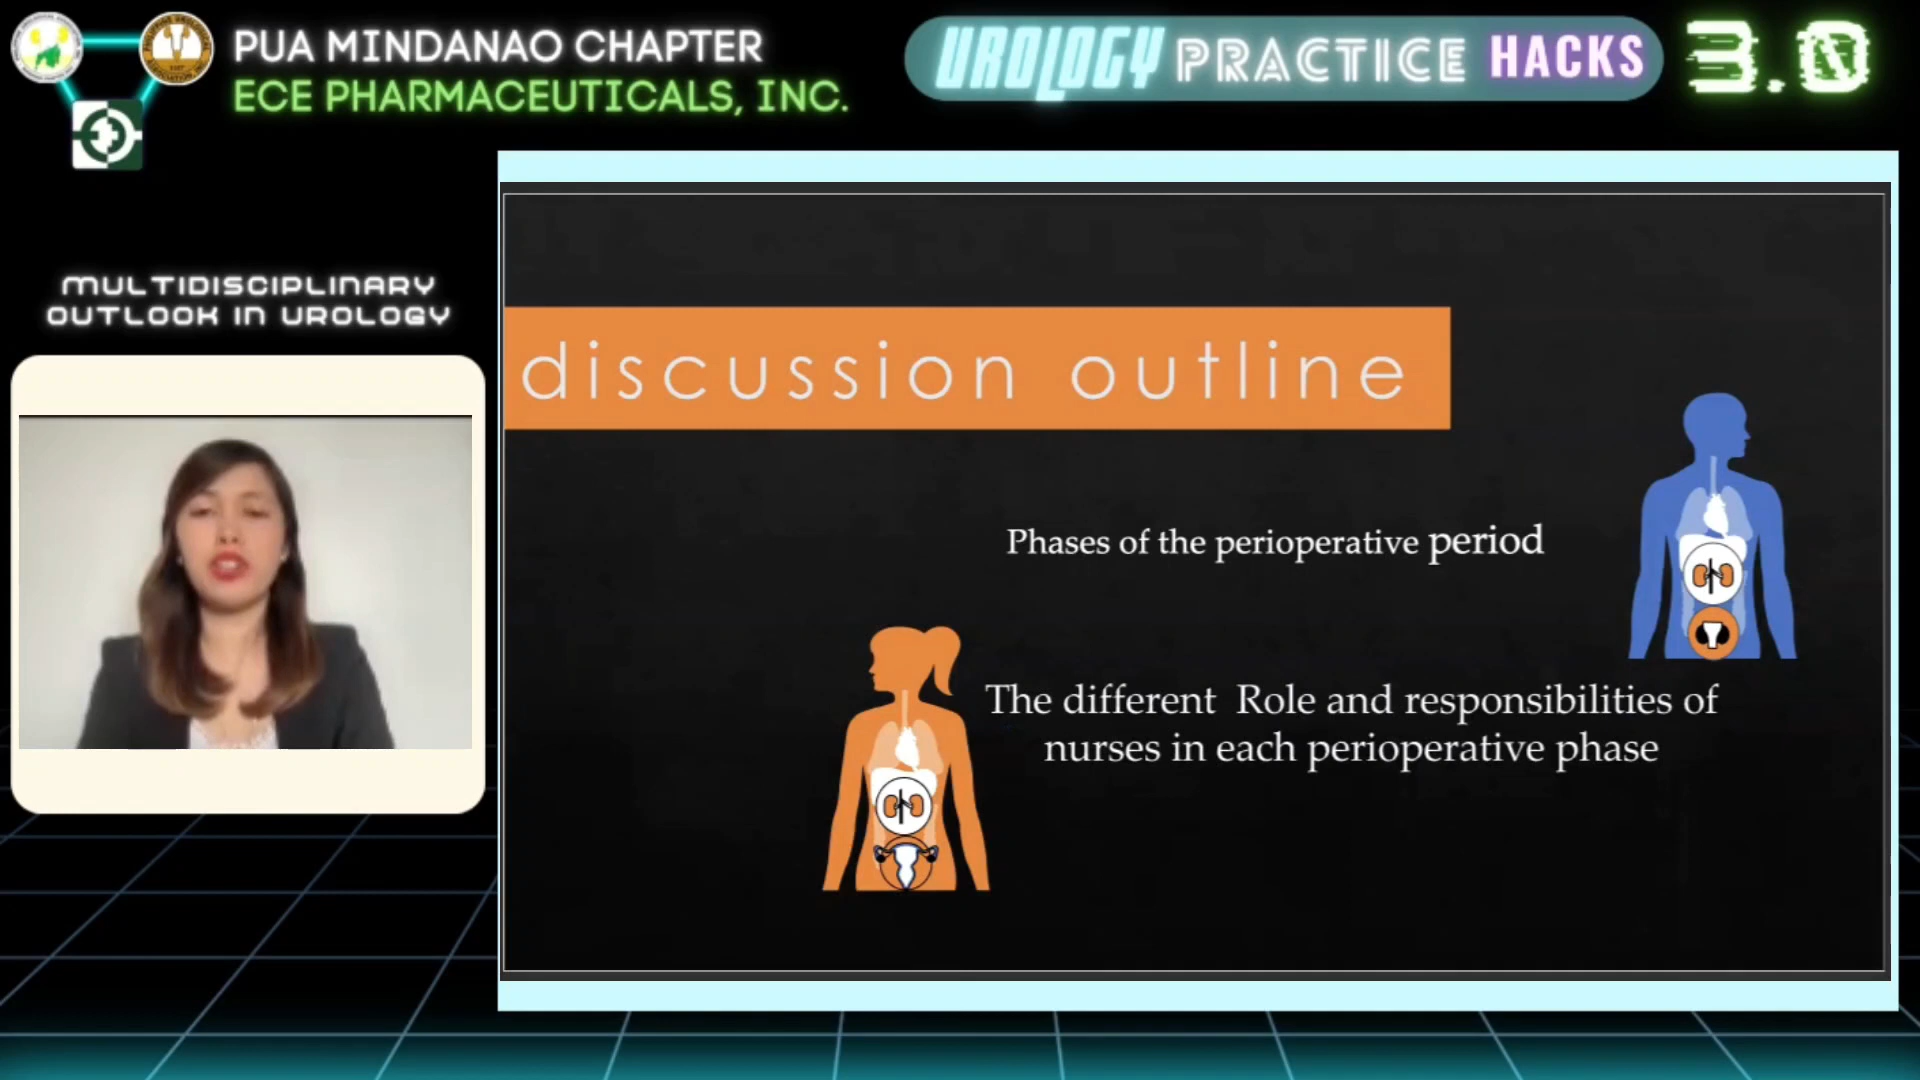 PUA MINDANAO CHAPTER
ECE PHARMACEUTICALS, INC.
UROLOGY PRACTICE HACKS 3.0
MULTIDISCIPLINARY
OUTLOOK IN UROLOGY
discussion outline
Phases of the perioperative period
The different Role and responsibilities of
nurses in each perioperative phase